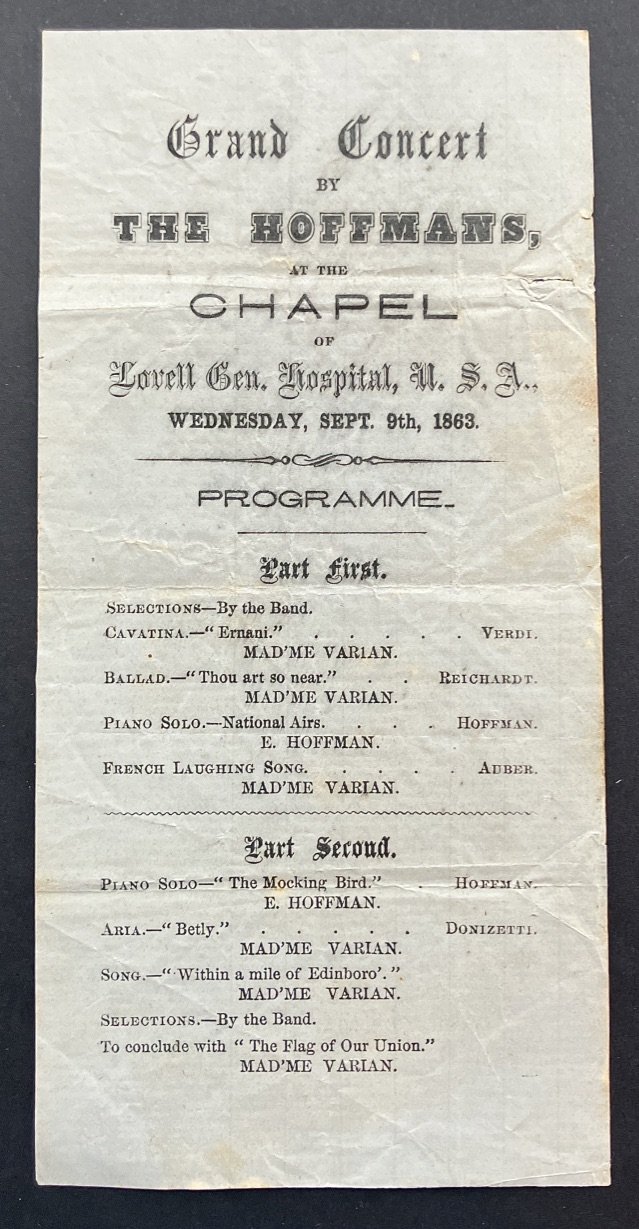 Grand Concert
BY
THE HOFFMANS,
AT THE
CHAPEL
OF
Lovell Gen. Hospital, U. S. A.,
WEDNESDAY, SEPT. 9th, 1863.
PROGRAMME.
Part First.
SELECTIONS—By the Band.
CAVATINA.—“Ernani.” . . . . . VERDI.
MAD'ME VARIAN.
BALLAD.—“Thou art so near.” . . REICHARDT.
MAD'ME VARIAN.
PIANO SOLO.—National Airs. . . . HOFFMAN.
E. HOFFMAN.
FRENCH LAUGHING SONG. . . . . AUBER.
MAD'ME VARIAN.
Part Second.
PIANO SOLO—“The Mocking Bird.” . HOFFMAN.
E. HOFFMAN.
ARIA.—“Betly.” . . . . . DONIZETTI.
MAD'ME VARIAN.
SONG.—“Within a mile of Edinboro'.”
MAD'ME VARIAN.
SELECTIONS.—By the Band.
To conclude with “The Flag of Our Union.”
MAD'ME VARIAN.